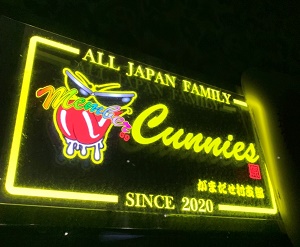 ALL JAPAN FAMILY
Member's
Cunnies
SINCE 2020